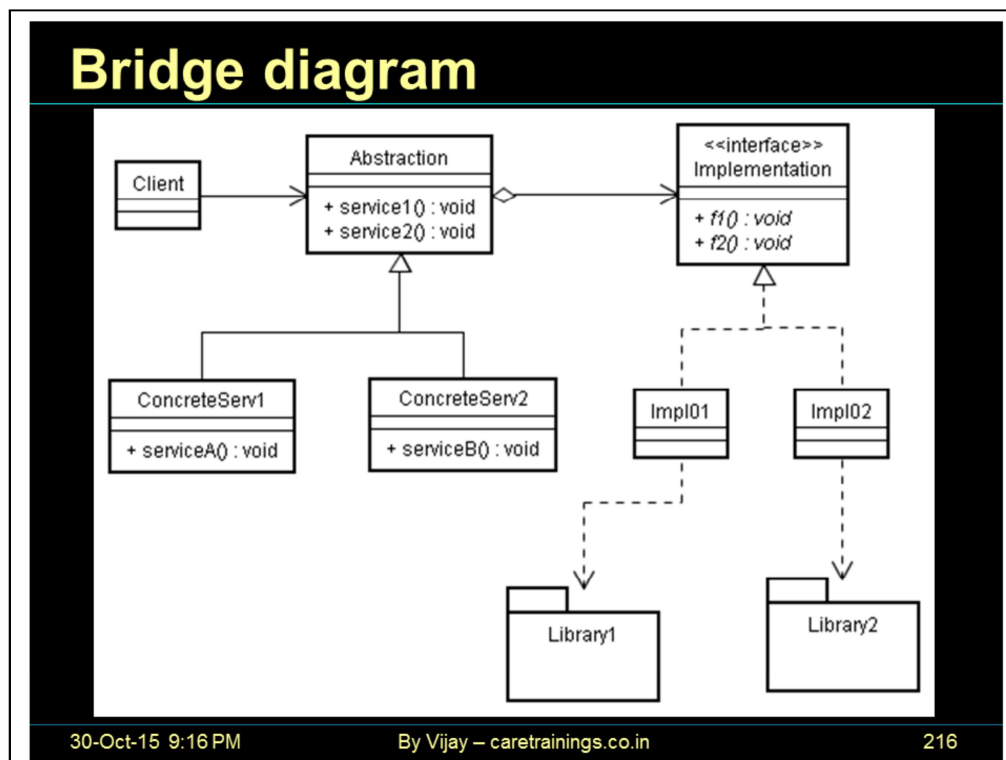 Bridge diagram
Client
Abstraction
+ service1() : void
+ service2() : void
<<interface>>
Implementation
+ f1() : void
+ f2() : void
ConcreteServ1
+ serviceA() : void
ConcreteServ2
+ serviceB() : void
Impl01
Impl02
Library1
Library2
30-Oct-15 9:16 PM
By Vijay – caretrainings.co.in
216